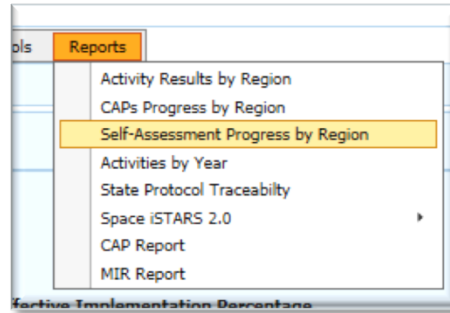 ols Reports
Activity Results by Region
CAPs Progress by Region
Self-Assessment Progress by Region
Activities by Year
State Protocol Traceabilty
Space iSTARS 2.0
CAP Report
MIR Report
ffective Implementation Percentage